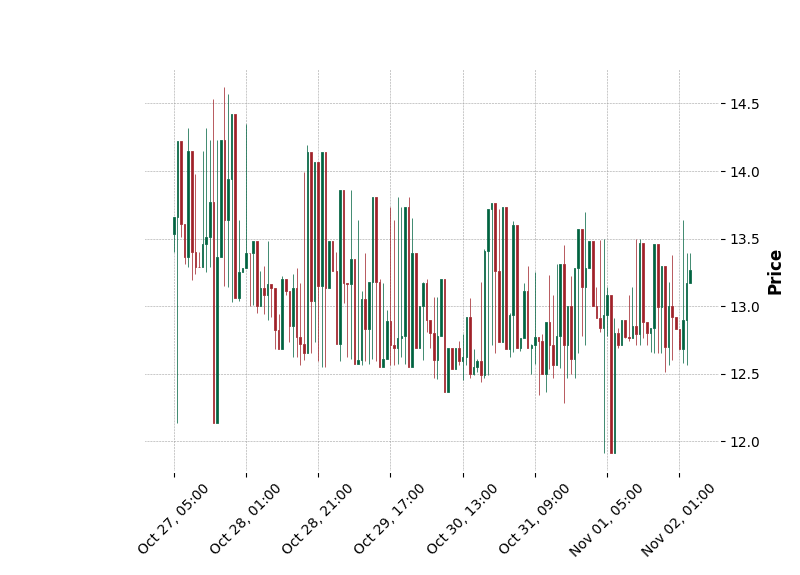 14.5
14.0
13.5
13.0
12.5
12.0
Price
Oct 27, 05:00
Oct 28, 01:00
Oct 28, 21:00
Oct 29, 17:00
Oct 30, 13:00
Oct 31, 09:00
Nov 01, 05:00
Nov 02, 01:00